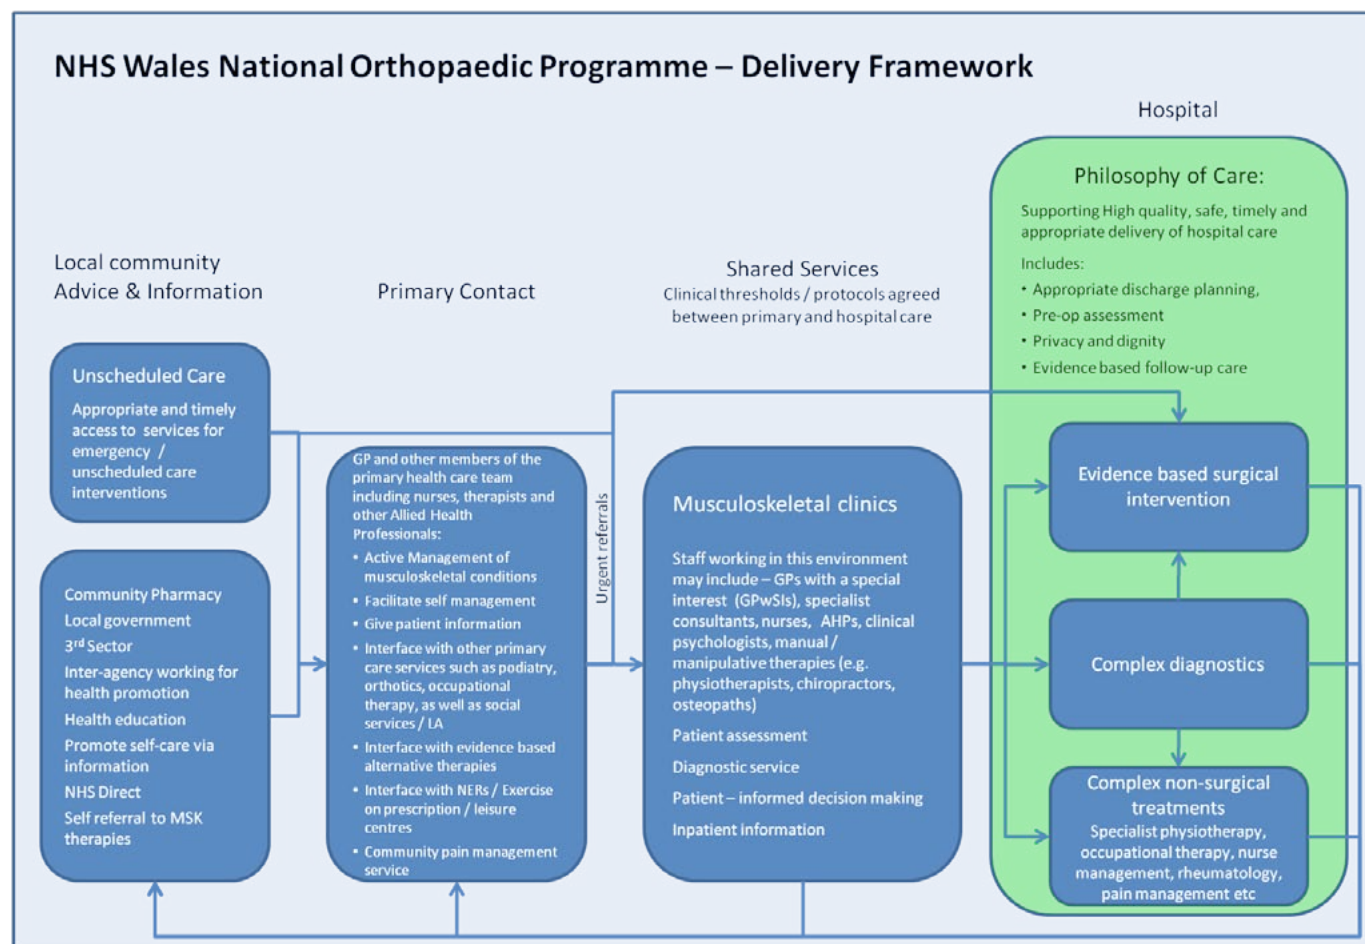 NHS Wales National Orthopaedic Programme – Delivery Framework
Hospital
Philosophy of Care:
Supporting High quality, safe, timely and
appropriate delivery of hospital care
Includes:
• Appropriate discharge planning,
• Pre-op assessment
• Privacy and dignity
• Evidence based follow-up care
Local community
Advice & Information
Primary Contact
Shared Services
Clinical thresholds / protocols agreed
between primary and hospital care
Unscheduled Care
Appropriate and timely
access to services for
emergency /
unscheduled care
interventions
Community Pharmacy
Local government
3rd Sector
Inter-agency working for
health promotion
Health education
Promote self-care via
information
NHS Direct
Self referral to MSK
therapies
GP and other members of the
primary health care team
including nurses, therapists and
other Allied Health
Professionals:
• Active Management of
musculoskeletal conditions
• Facilitate self management
• Give patient information
• Interface with other primary
care services such as podiatry,
orthotics, occupational
therapy, as well as social
services / LA
• Interface with evidence based
alternative therapies
• Interface with NERs / Exercise
on prescription / leisure
centres
• Community pain management
service
Urgent referrals
Musculoskeletal clinics
Staff working in this environment
may include – GPs with a special
interest (GPwSIs), specialist
consultants, nurses, AHPs, clinical
psychologists, manual /
manipulative therapies (e.g.
physiotherapists, chiropractors,
osteopaths)
Patient assessment
Diagnostic service
Patient – informed decision making
Inpatient information
Evidence based surgical
intervention
Complex diagnostics
Complex non-surgical
treatments
Specialist physiotherapy,
occupational therapy, nurse
management, rheumatology,
pain management etc